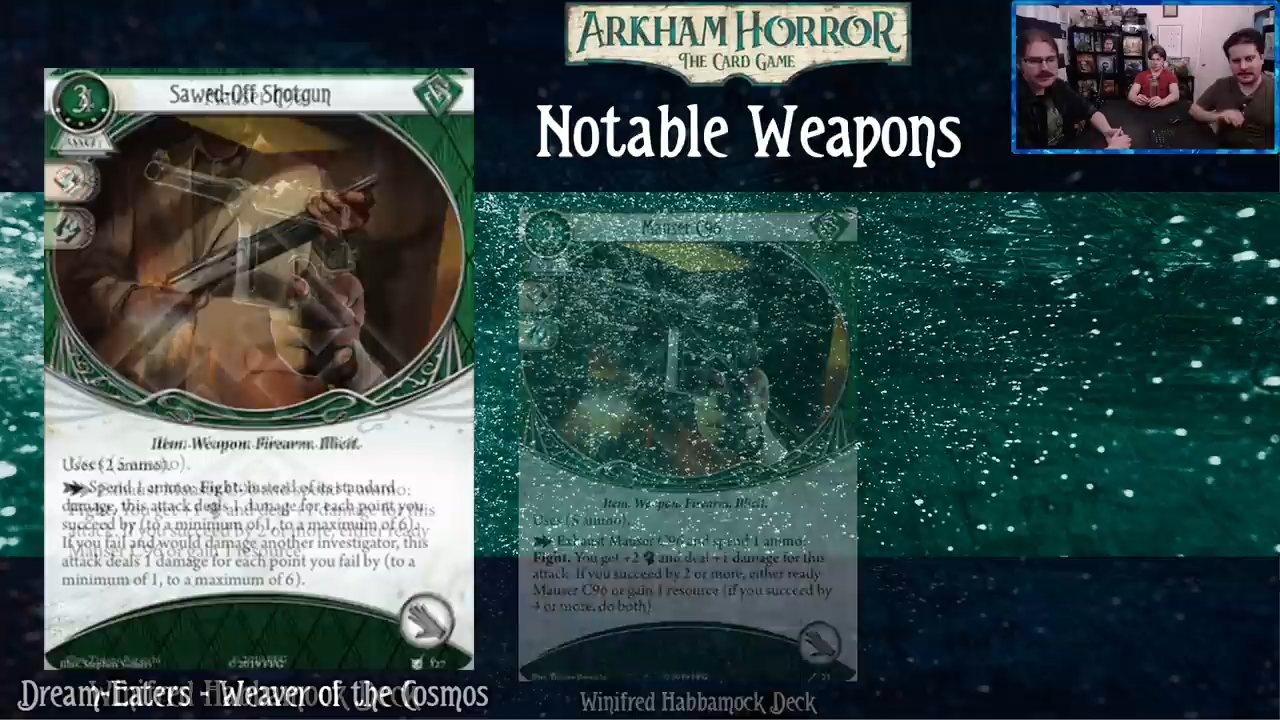 ARKHAM HORROR
THE CARD GAME
Notable Weapons
3
Sawed-Off Shotgun
ASSET
Item. Weapon. Firearm. Illicit.
Uses (2 ammo).
Spend 1 ammo: Fight. Instead of its standard
damage, this attack deals 1 damage for each point you
succeed by (to a minimum of 1, to a maximum of 6).
If you fail and would damage another investigator, this
attack deals 1 damage for each point you fail by (to a
minimum of 1, to a maximum of 6).
Dream-Eaters - Weaver of the Cosmos
Mauser C96
Item. Weapon. Firearm. Illicit.
Uses (5 ammo).
Exhaust Mauser C96 and spend 1 ammo:
Fight. You get +2 and deal +1 damage for this
attack. If you succeed by 2 or more, either ready
Mauser C96 or gain 1 resource (if you succeed by
4 or more, do both).
Winifred Habbamock Deck